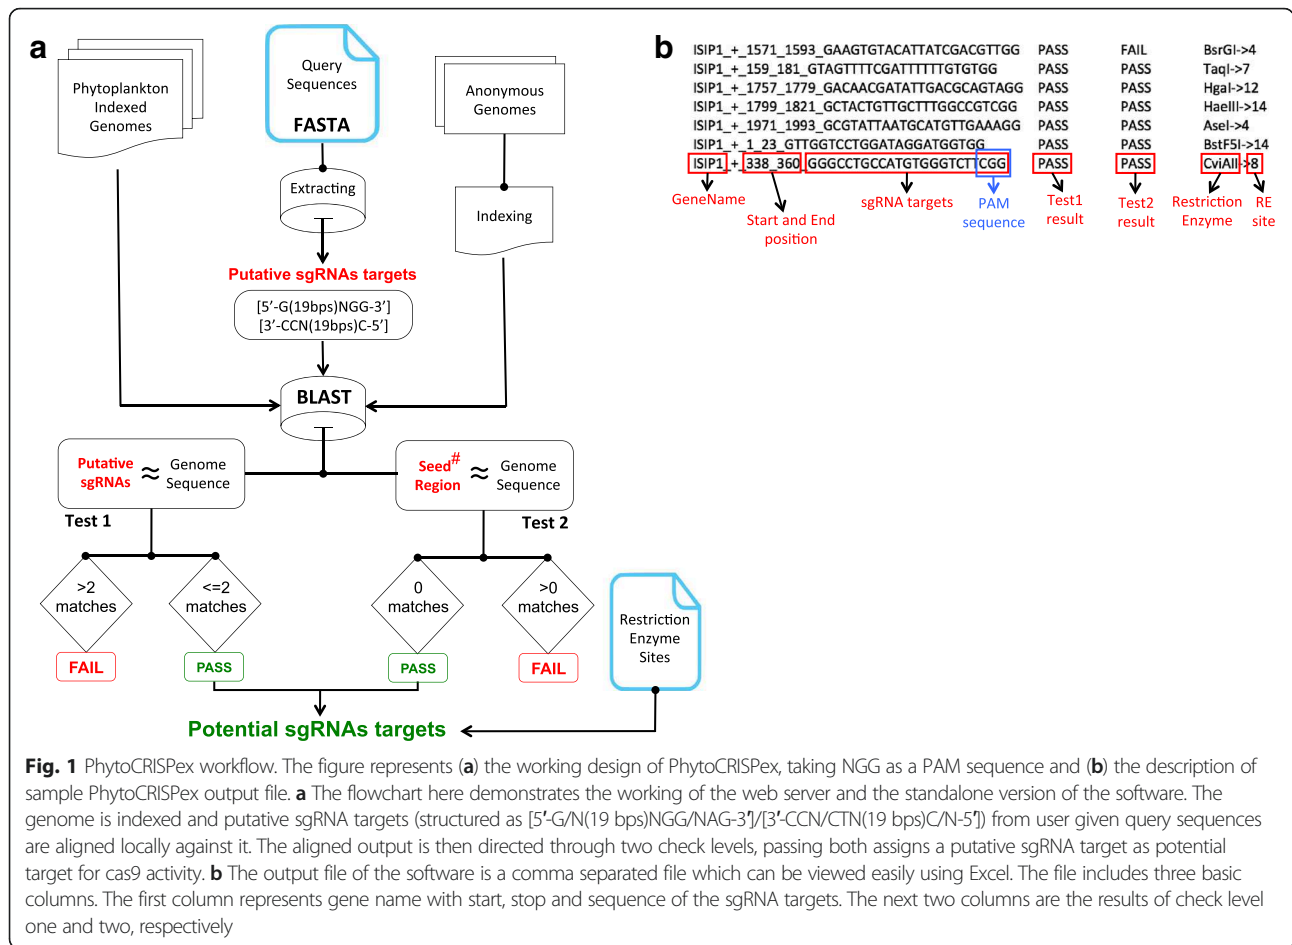 a
Phytoplankton
Indexed
Genomes
Query
Sequences
FASTA
Anonymous
Genomes
Extracting
Indexing
Putative sgRNAs targets
[5′-G(19bps)NGG-3′]
[3′-CCN(19bps)C-5′]
BLAST
Putative
sgRNAs
≈
Genome
Sequence
Test 1
Seed#
Region
≈
Genome
Sequence
Test 2
>2
matches
<=2
matches
0
matches
>0
matches
FAIL
PASS
PASS
FAIL
Restriction
Enzyme
Sites
Potential sgRNAs targets
b
ISIP1_+_1571_1593_GAAGTGTACATTATCGACGTTGG PASS FAIL BsrGI->4
ISIP1_+_159_181_GTAGTTTTCGATTTTTTGTGTGG PASS PASS TaqI->7
ISIP1_+_1757_1779_GACAACGATATTGACGCAGTAGG PASS PASS HgaI->12
ISIP1_+_1799_1821_GCTACTGTTGCTTTGGCCGTCGG PASS PASS HaeIII->14
ISIP1_+_1971_1993_GCGTATTAATGCATGTTGAAAGG PASS PASS AseI->4
ISIP1_+_1_23_GTTGGTCCTGGATAGGATGGTGG PASS PASS BstF5I->14
ISIP1_+_338_360_GGGCCTGCCATGTGGGTCTTCGG PASS PASS CviAII->8
GeneName
Start and End
position
sgRNA targets
PAM
sequence
Test1
result
Test2
result
Restriction
Enzyme
RE
site
Fig. 1 PhytoCRISPex workflow. The figure represents (a) the working design of PhytoCRISPex, taking NGG as a PAM sequence and (b) the description of
sample PhytoCRISPex output file. a The flowchart here demonstrates the working of the web server and the standalone version of the software. The
genome is indexed and putative sgRNA targets (structured as [5′-G/N(19 bps)NGG/NAG-3′]/[3′-CCN/CTN(19 bps)C/N-5′]) from user given query sequences
are aligned locally against it. The aligned output is then directed through two check levels, passing both assigns a putative sgRNA target as potential
target for cas9 activity. b The output file of the software is a comma separated file which can be viewed easily using Excel. The file includes three basic
columns. The first column represents gene name with start, stop and sequence of the sgRNA targets. The next two columns are the results of check level
one and two, respectively